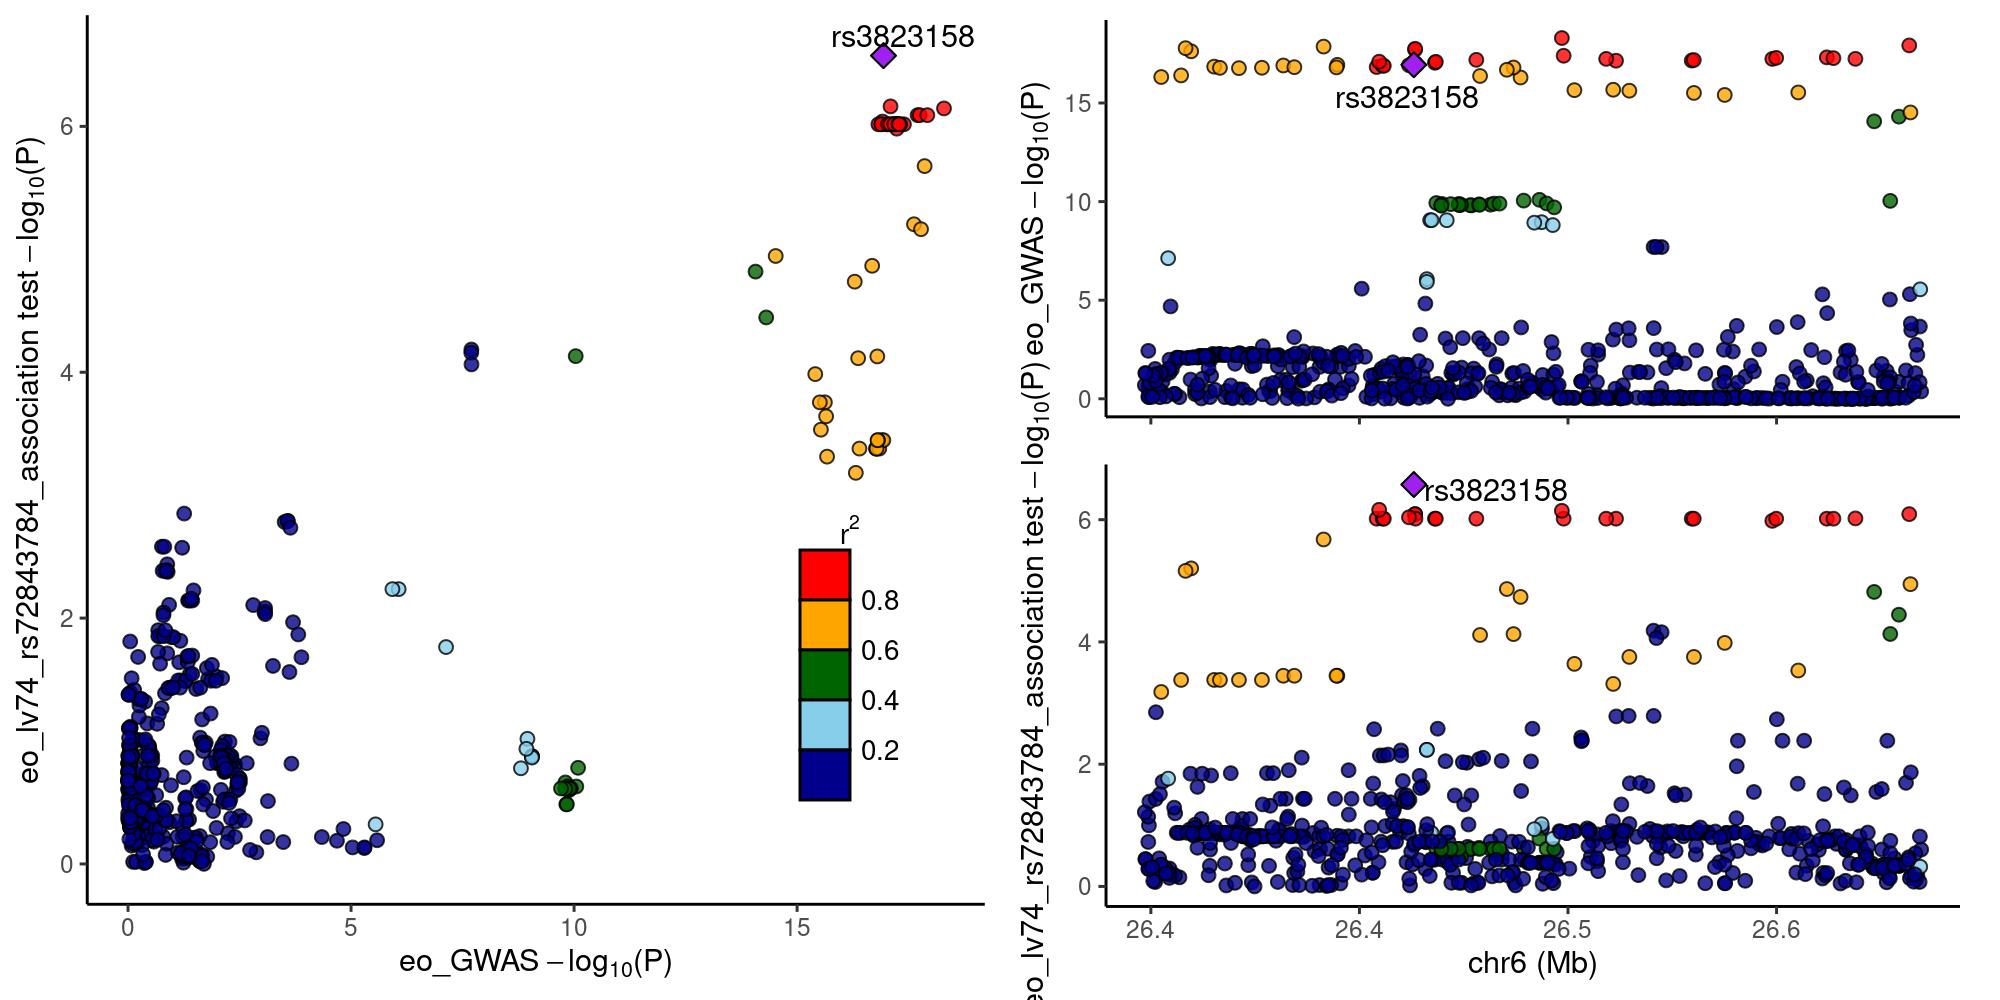 eo_lv74_rs72843784_association test −log10(P)
6
4
2
0
rs3823158
r2
0.8
0.6
0.4
0.2
0
5
10
15
eo_GWAS −log10(P)
eo_GWAS −log10(P)
15
10
5
0
rs3823158
eo_lv74_rs72843784_association test −log10(P)
6
4
2
0
rs3823158
26.4
26.4
26.5
26.6
chr6 (Mb)